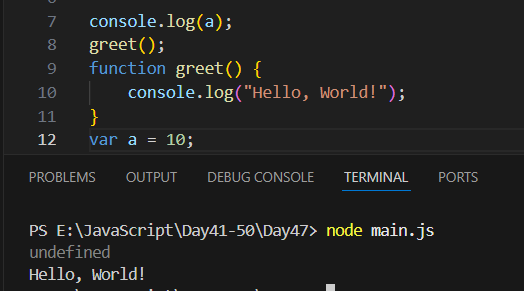 7 console.log(a);
8 greet();
9 function greet() {
10     console.log("Hello, World!");
11 }
12 var a = 10;
PROBLEMS OUTPUT DEBUG CONSOLE TERMINAL PORTS
PS E:\JavaScript\Day41-50\Day47> node main.js
undefined
Hello, World!